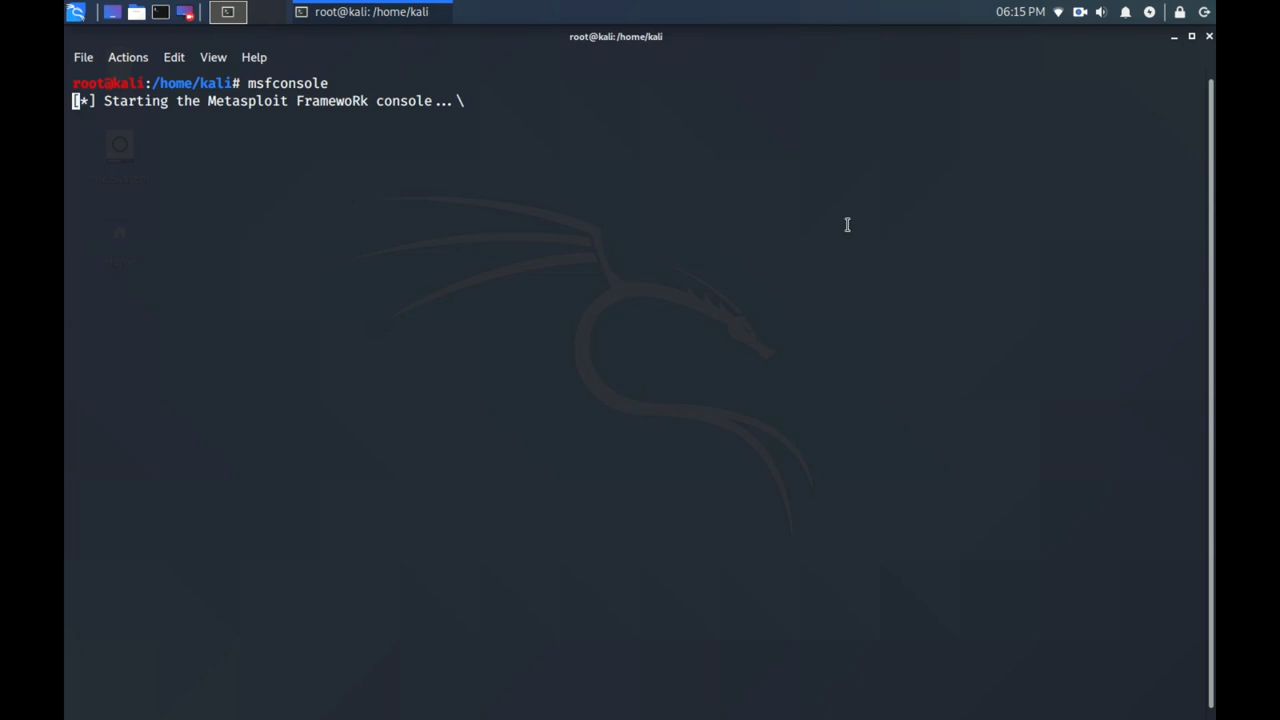 root@kali: /home/kali
06:15 PM
root@kali: /home/kali
File Actions Edit View Help
root@kali:/home/kali# msfconsole
[*] Starting the Metasploit FramewoRk console...\